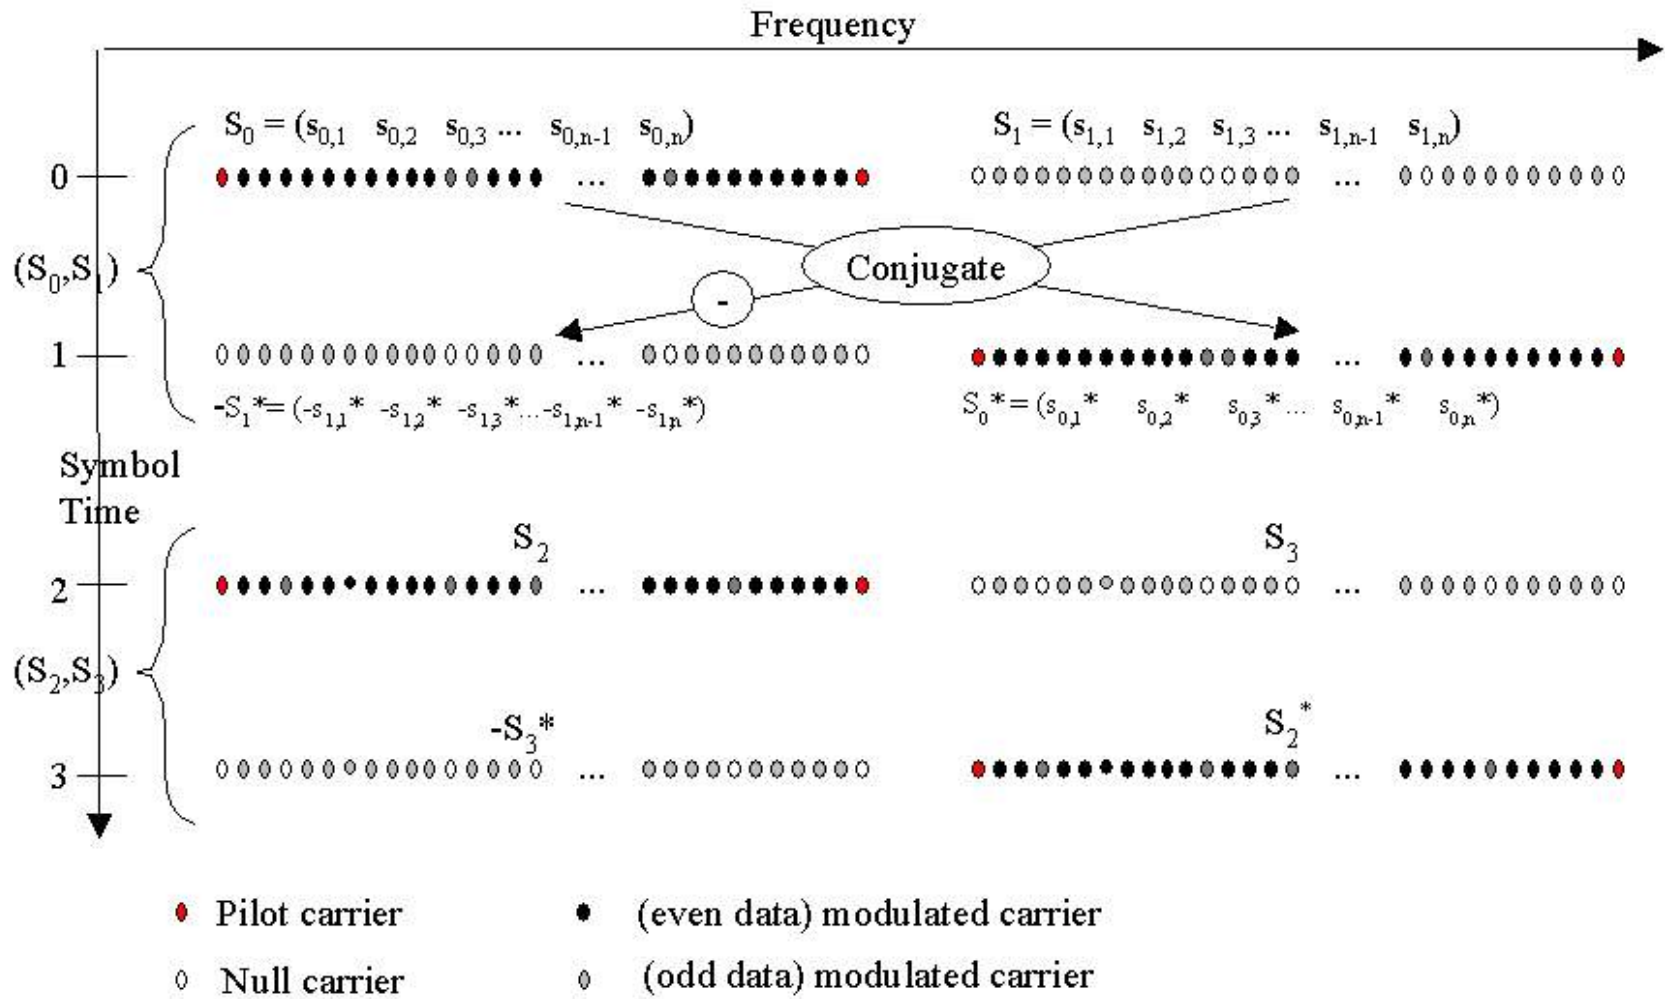 Frequency
S₀ = (s₀,₁ s₀,₂ s₀,₃ ... s₀,ₙ₋₁ s₀,ₙ)
S₁ = (s₁,₁ s₁,₂ s₁,₃ ... s₁,ₙ₋₁ s₁,ₙ)
0
...
...
(S₀,S₁)
Conjugate
-
1
...
...
-S₁*= (-s₁,₁* -s₁,₂* -s₁,₃*...-s₁,ₙ₋₁* -s₁,ₙ*)
S₀* = (s₀,₁* s₀,₂* s₀,₃*... s₀,ₙ₋₁* s₀,ₙ*)
Symbol
Time
S₂
S₃
2
...
...
(S₂,S₃)
-S₃*
S₂*
3
...
...
Pilot carrier
(even data) modulated carrier
Null carrier
(odd data) modulated carrier